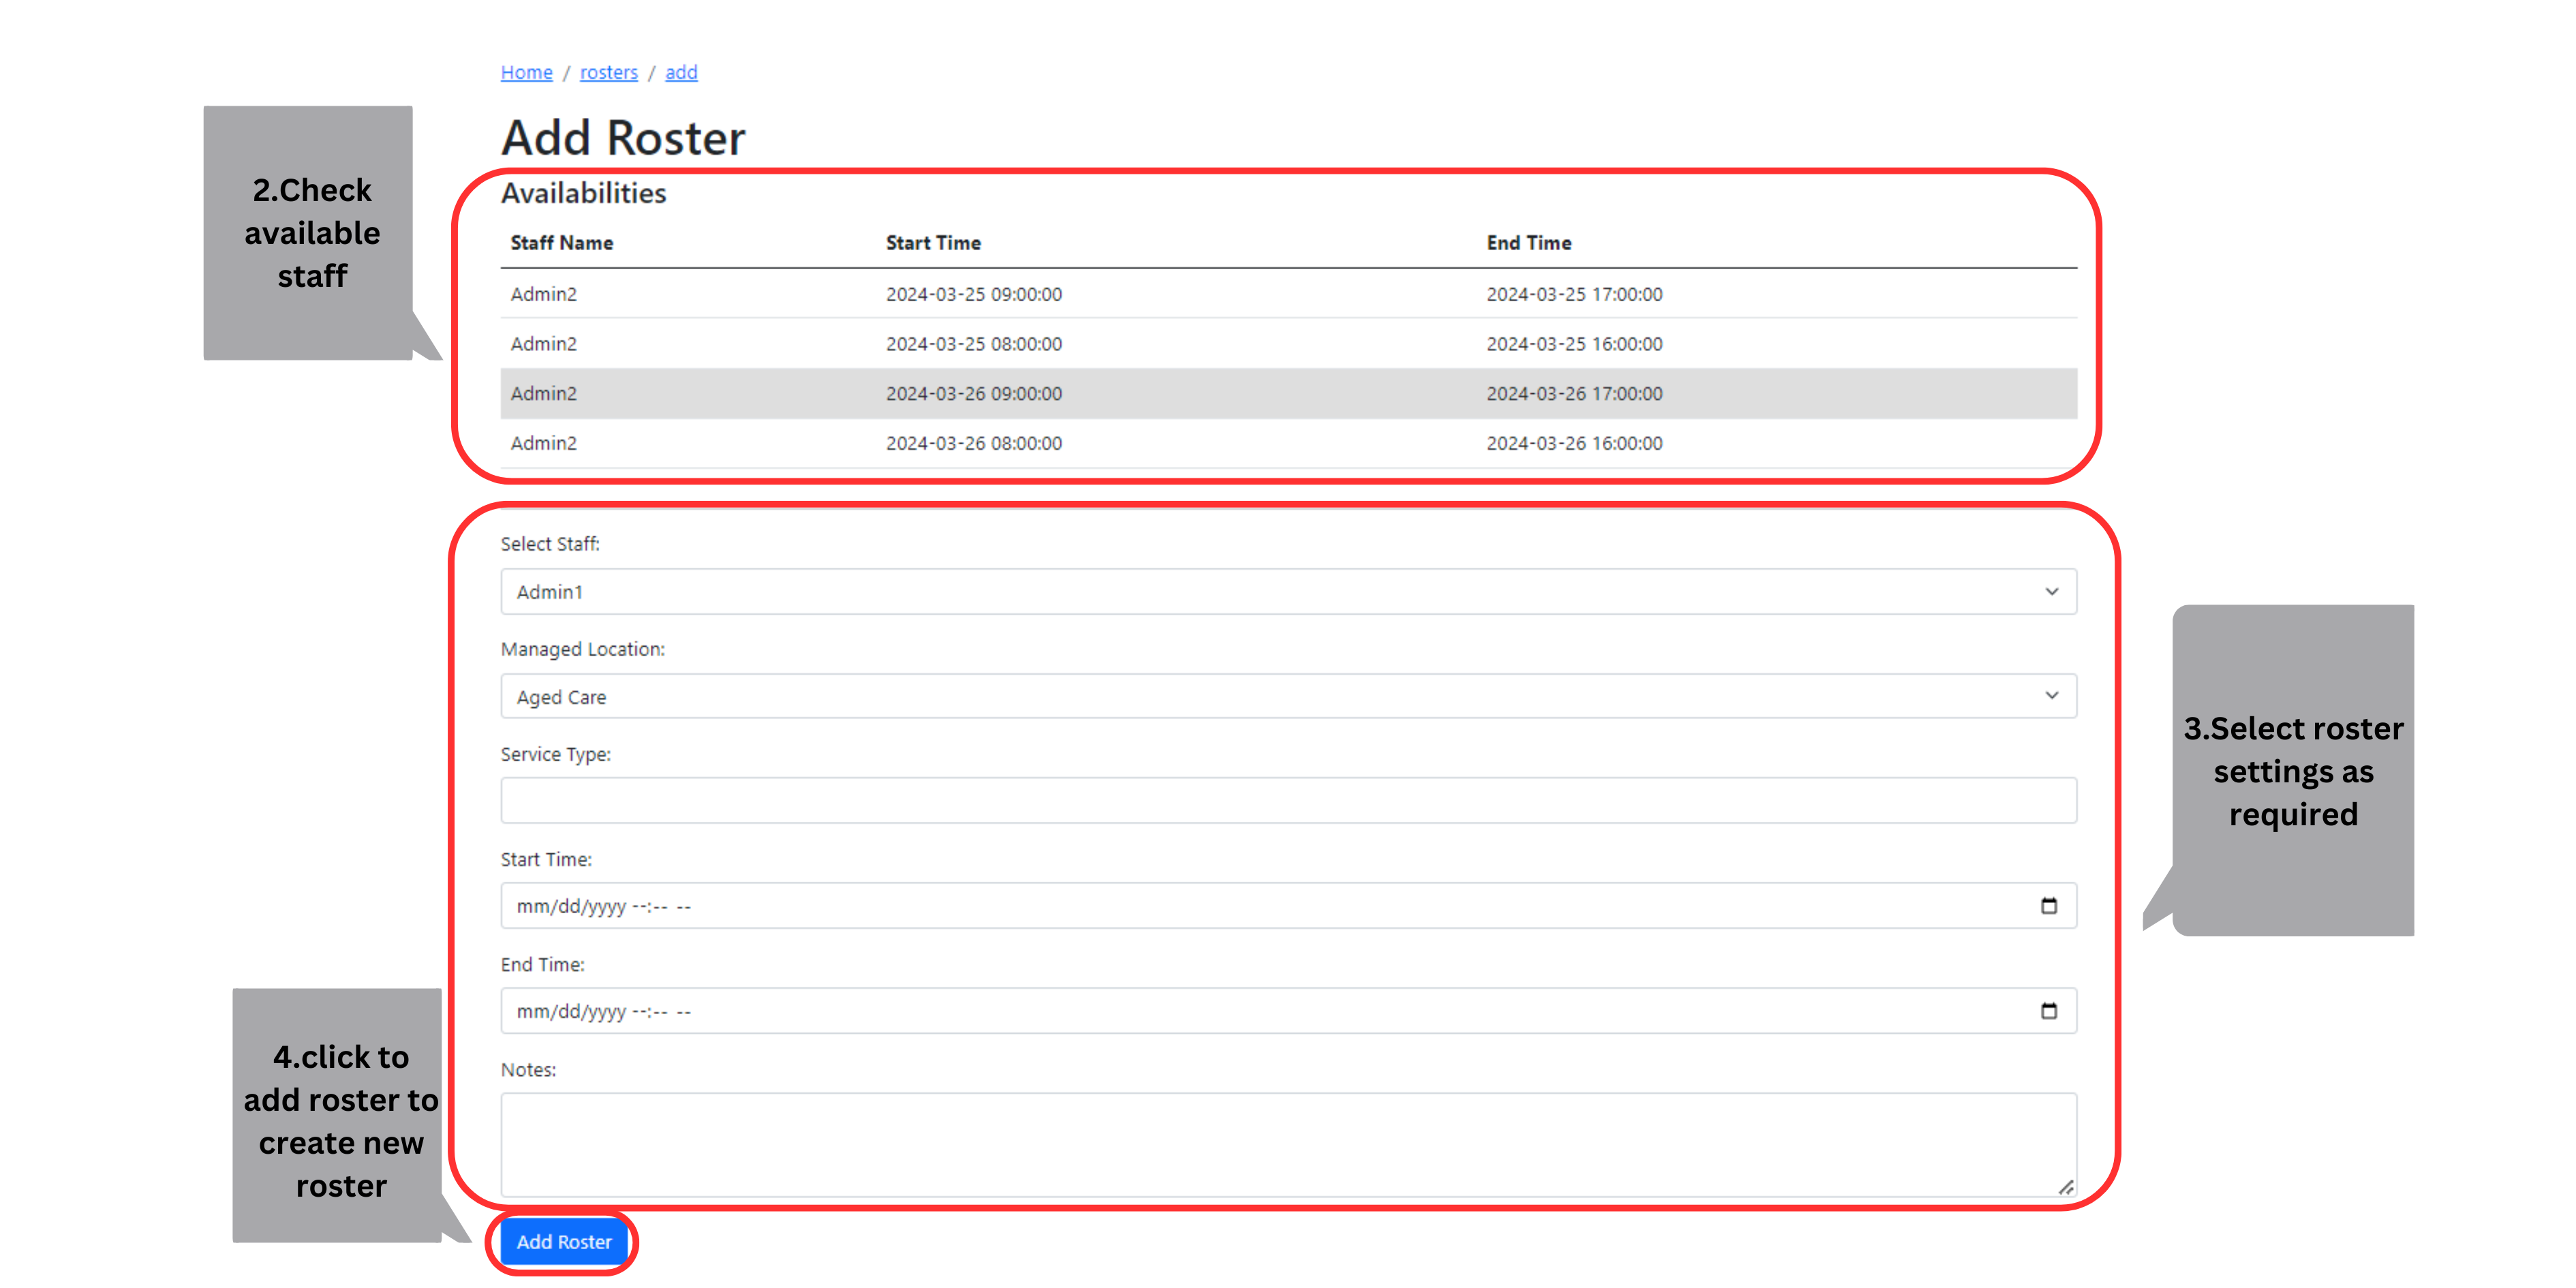 Home / rosters / add
Add Roster
2.Check
available
staff
Availabilities
Staff Name Start Time End Time
Admin2 2024-03-25 09:00:00 2024-03-25 17:00:00
Admin2 2024-03-25 08:00:00 2024-03-25 16:00:00
Admin2 2024-03-26 09:00:00 2024-03-26 17:00:00
Admin2 2024-03-26 08:00:00 2024-03-26 16:00:00
Select Staff:
Admin1
Managed Location:
Aged Care
Service Type:
3.Select roster
settings as
required
Start Time:
mm/dd/yyyy --:-- --
End Time:
mm/dd/yyyy --:-- --
Notes:
4.click to
add roster to
create new
roster
Add Roster